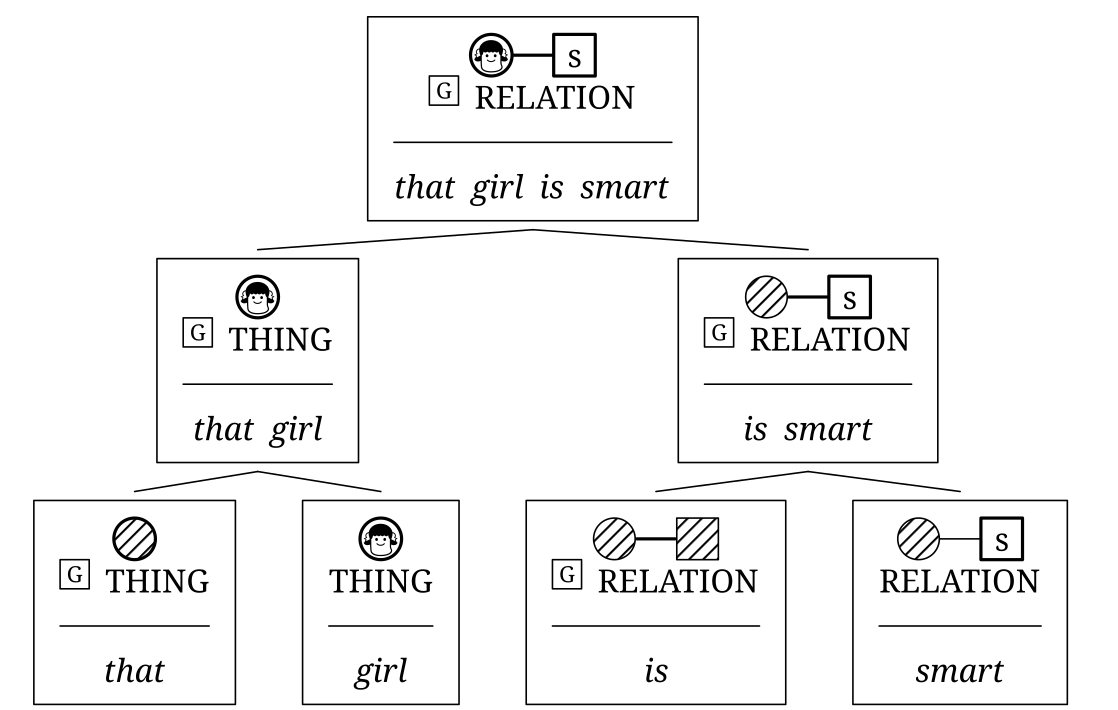 s
G RELATION
that girl is smart
G THING
that girl
s
G RELATION
is smart
G THING
that
THING
girl
G RELATION
is
s
RELATION
smart